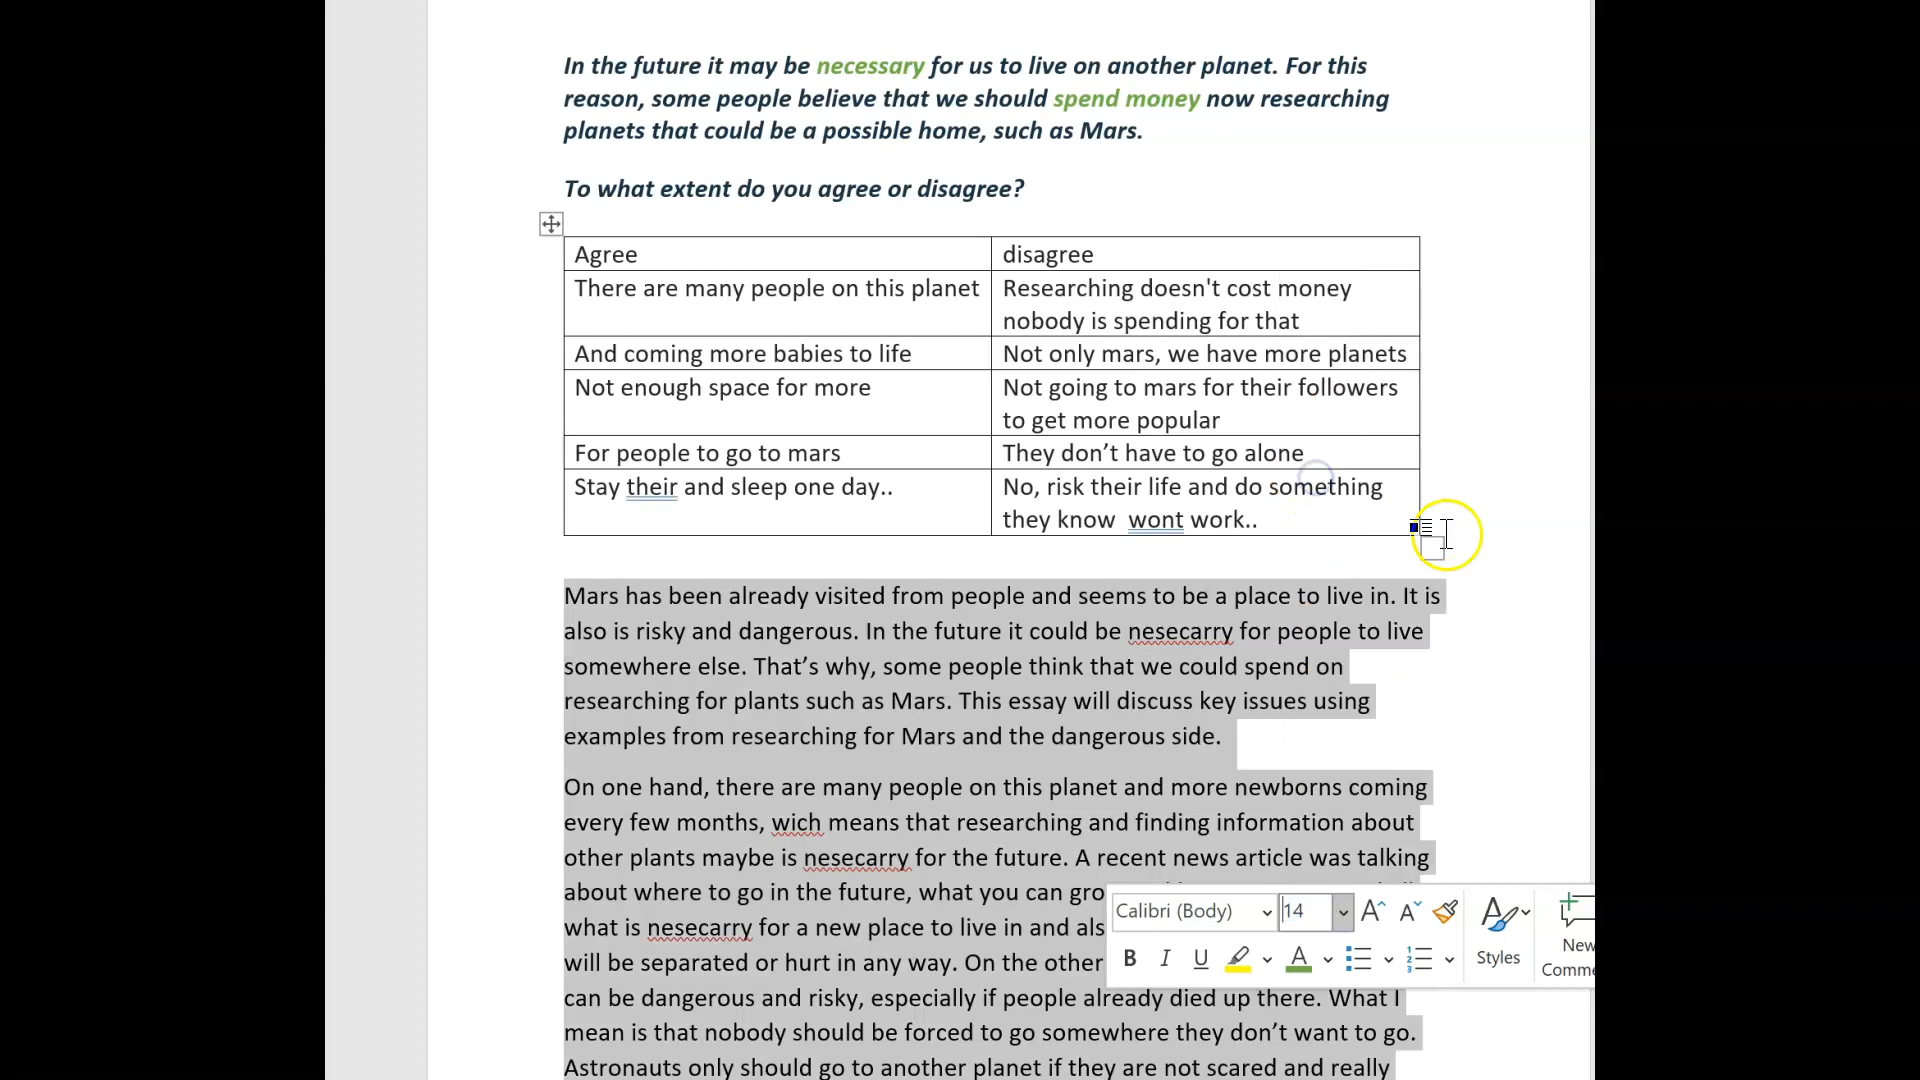 In the future it may be necessary for us to live on another planet. For this
reason, some people believe that we should spend money now researching
planets that could be a possible home, such as Mars.
To what extent do you agree or disagree?
Agree
disagree
There are many people on this planet
Researching doesn't cost money
nobody is spending for that
And coming more babies to life
Not only mars, we have more planets
Not enough space for more
Not going to mars for their followers
to get more popular
For people to go to mars
They don’t have to go alone
Stay their and sleep one day..
No, risk their life and do something
they know  wont work..
Mars has been already visited from people and seems to be a place to live in. It is
also is risky and dangerous. In the future it could be nesecarry for people to live
somewhere else. That’s why, some people think that we could spend on
researching for plants such as Mars. This essay will discuss key issues using
examples from researching for Mars and the dangerous side.
On one hand, there are many people on this planet and more newborns coming
every few months, wich means that researching and finding information about
other plants maybe is nesecarry for the future. A recent news article was talking
about where to go in the future, what you can
what is nesecarry for a new place to live in and
will be separated or hurt in any way. On the other
can be dangerous and risky, especially if people already died up there. What I
mean is that nobody should be forced to go somewhere they don’t want to go.
Astronauts only should go to another planet if they are not scared and really
Calibri (Body)
14
B I U
Styles
New